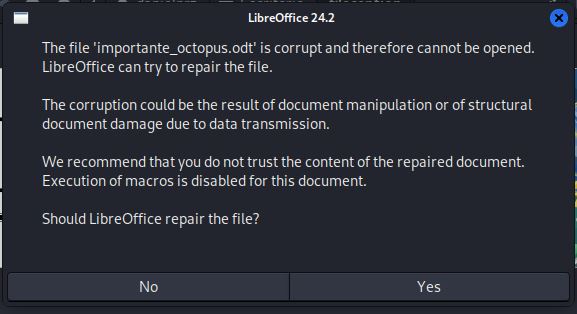 LibreOffice 24.2
The file 'importante_octopus.odt' is corrupt and therefore cannot be opened.
LibreOffice can try to repair the file.
The corruption could be the result of document manipulation or of structural
document damage due to data transmission.
We recommend that you do not trust the content of the repaired document.
Execution of macros is disabled for this document.
Should LibreOffice repair the file?
No
Yes